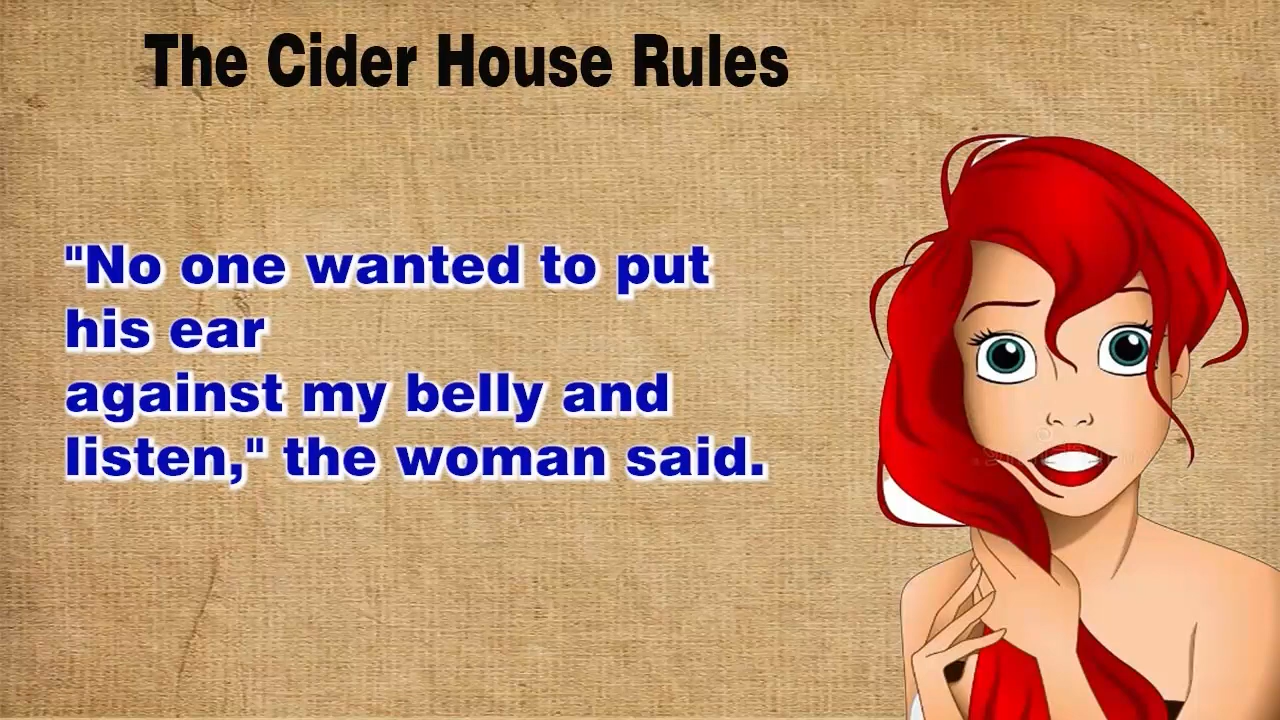 The Cider House Rules
"No one wanted to put
his ear
against my belly and
listen," the woman said.